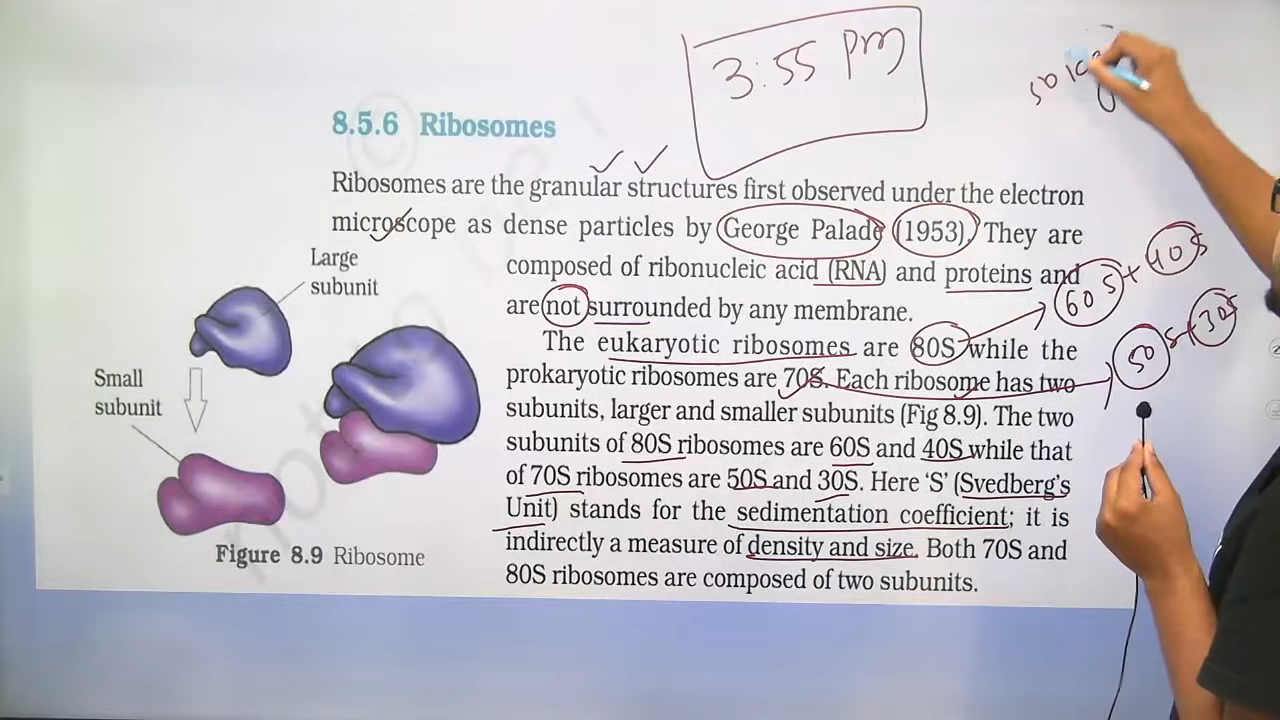 3:55 PM
8.5.6 Ribosomes
Ribosomes are the granular structures first observed under the electron
microscope as dense particles by George Palade (1953). They are
composed of ribonucleic acid (RNA) and proteins and
are not surrounded by any membrane.
The eukaryotic ribosomes are 80S while the
prokaryotic ribosomes are 70S. Each ribosome has two
subunits, larger and smaller subunits (Fig 8.9). The two
subunits of 80S ribosomes are 60S and 40S while that
of 70S ribosomes are 50S and 30S. Here ‘S’ (Svedberg's
Unit) stands for the sedimentation coefficient; it is
indirectly a measure of density and size. Both 70S and
80S ribosomes are composed of two subunits.
60S + 40S
50 S + 30S
Large
subunit
Small
subunit
Figure 8.9 Ribosome